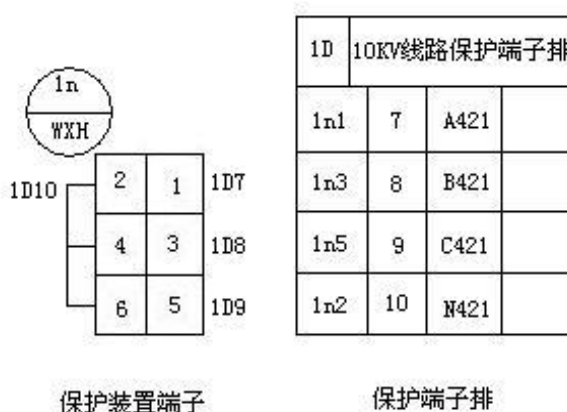 1n
WXH
1D10
2 1 1D7
4 3 1D8
6 5 1D9
保护装置端子
1D 10KV线路保护端子排
1n1 7 A421
1n3 8 B421
1n5 9 C421
1n2 10 N421
保护端子排